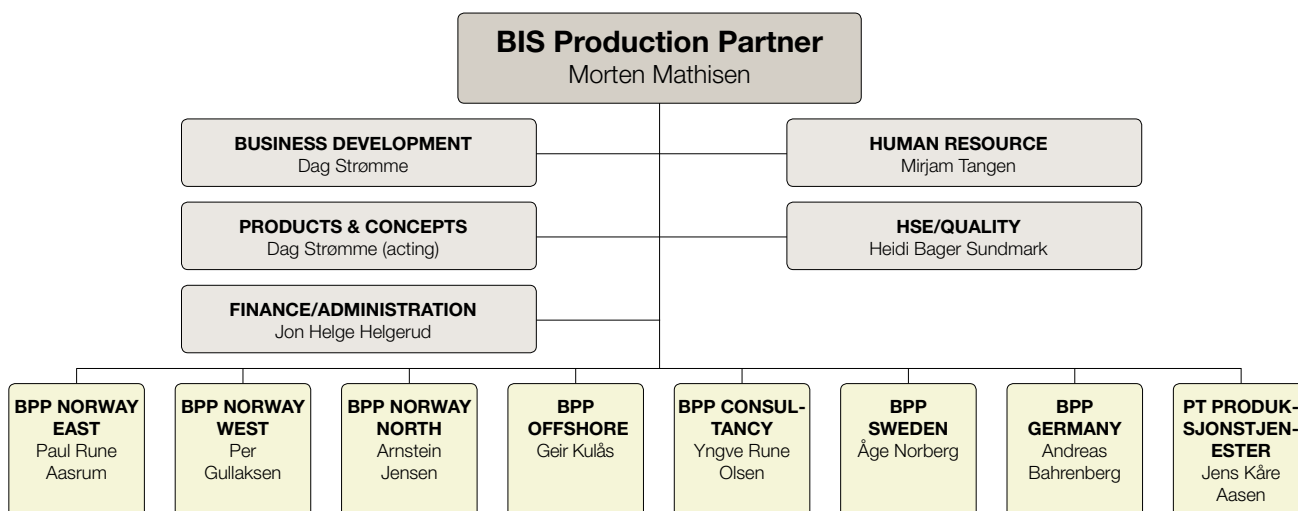 BIS Production Partner
Morten Mathisen
BUSINESS DEVELOPMENT
Dag Strømme
HUMAN RESOURCE
Mirjam Tangen
PRODUCTS & CONCEPTS
Dag Strømme (acting)
HSE/QUALITY
Heidi Bager Sundmark
FINANCE/ADMINISTRATION
Jon Helge Helgerud
BPP NORWAY
EAST
Paul Rune
Aasrum
BPP NORWAY
WEST
Per
Gullaksen
BPP NORWAY
NORTH
Arnstein
Jensen
BPP
OFFSHORE
Geir Kulås
BPP CONSUL-
TANCY
Yngve Rune
Olsen
BPP
SWEDEN
Åge Norberg
BPP
GERMANY
Andreas
Bahrenberg
PT PRODUK-
SJONSTJEN-
ESTER
Jens Kåre
Aasen